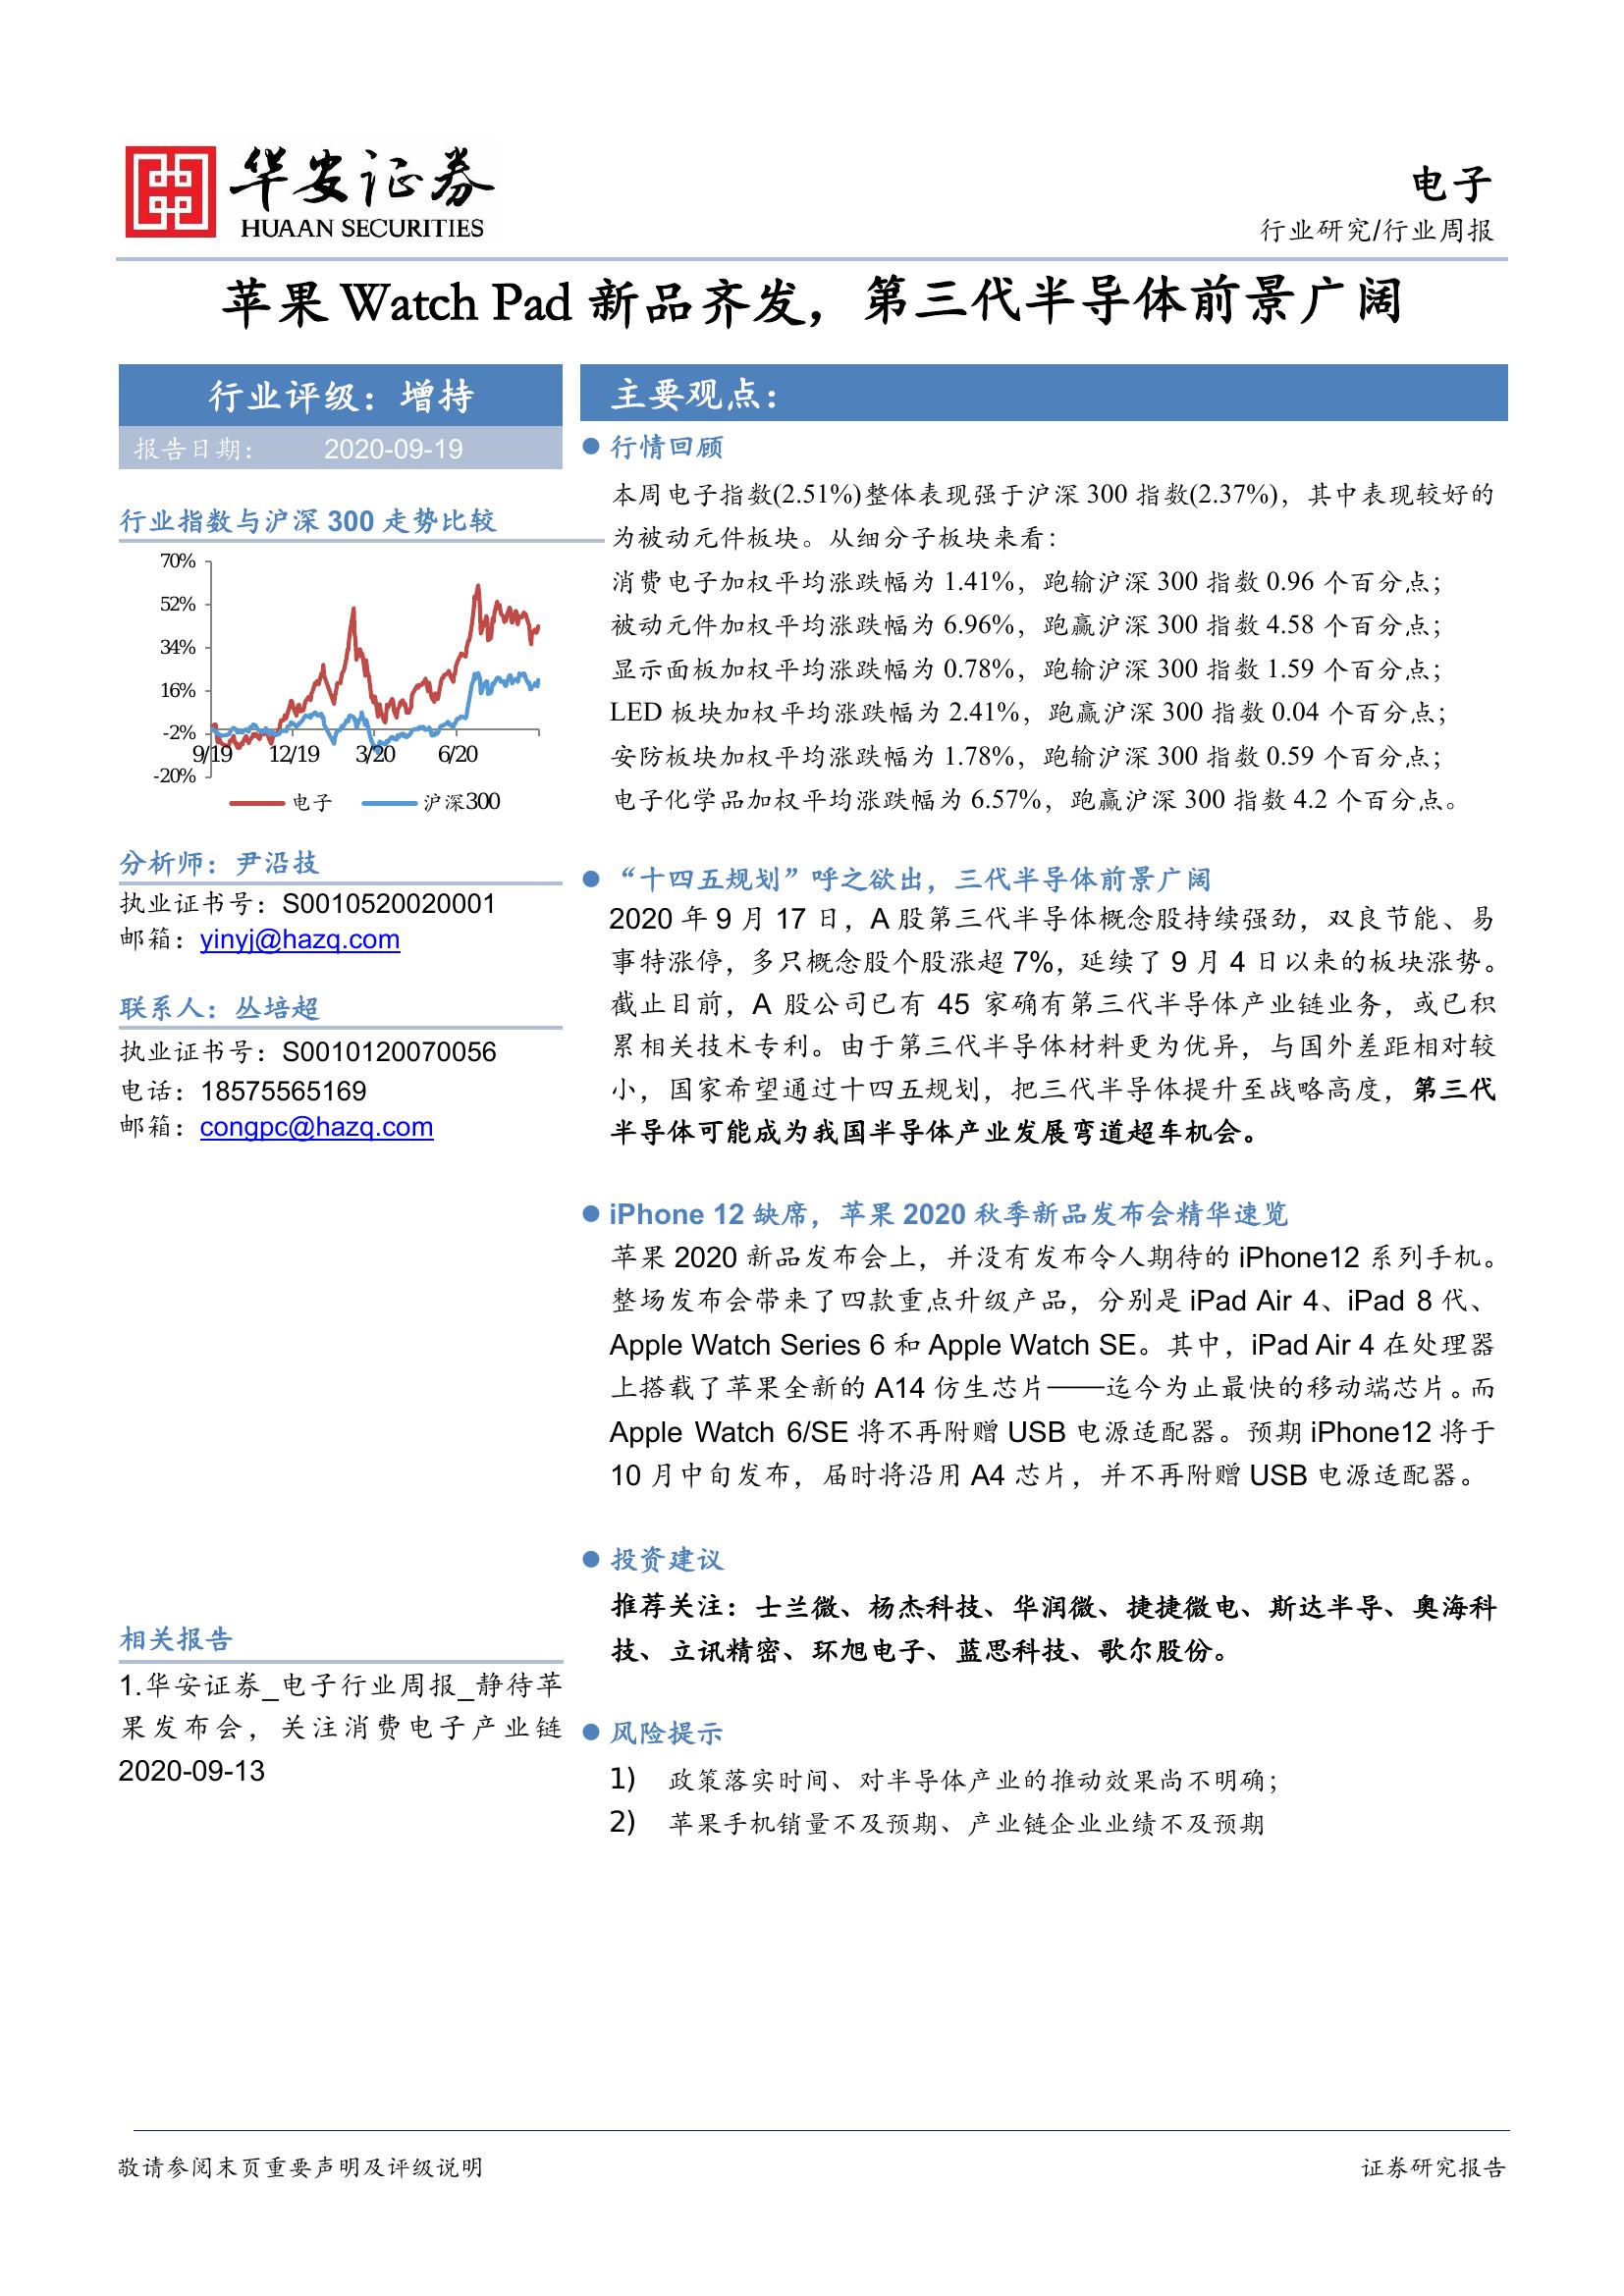 华安证券
HUAAN SECURITIES
电子
行业研究/行业周报
苹果 Watch Pad 新品齐发，第三代半导体前景广阔
行业评级：增持
报告日期： 2020-09-19
行业指数与沪深 300 走势比较
70%
52%
34%
16%
-2%
-20%
9/19 12/19 3/20 6/20
电子 沪深300
分析师：尹沿技
执业证书号：S0010520020001
邮箱：yinyj@hazq.com
联系人：丛培超
执业证书号：S0010120070056
电话：18575565169
邮箱：congpc@hazq.com
相关报告
1.华安证券_电子行业周报_静待苹
果发布会，关注消费电子产业链
2020-09-13
主要观点：
行情回顾
本周电子指数(2.51%)整体表现强于沪深 300 指数(2.37%)，其中表现较好的
为被动元件板块。从细分子板块来看：
消费电子加权平均涨跌幅为 1.41%，跑输沪深 300 指数 0.96 个百分点；
被动元件加权平均涨跌幅为 6.96%，跑赢沪深 300 指数 4.58 个百分点；
显示面板加权平均涨跌幅为 0.78%，跑输沪深 300 指数 1.59 个百分点；
LED 板块加权平均涨跌幅为 2.41%，跑赢沪深 300 指数 0.04 个百分点；
安防板块加权平均涨跌幅为 1.78%，跑输沪深 300 指数 0.59 个百分点；
电子化学品加权平均涨跌幅为 6.57%，跑赢沪深 300 指数 4.2 个百分点。
“十四五规划”呼之欲出，三代半导体前景广阔
2020 年 9 月 17 日，A 股第三代半导体概念股持续强劲，双良节能、易
事特涨停，多只概念股个股涨超 7%，延续了 9 月 4 日以来的板块涨势。
截止目前，A 股公司已有 45 家确有第三代半导体产业链业务，或已积
累相关技术专利。由于第三代半导体材料更为优异，与国外差距相对较
小，国家希望通过十四五规划，把三代半导体提升至战略高度，第三代
半导体可能成为我国半导体产业发展弯道超车机会。
iPhone 12 缺席，苹果 2020 秋季新品发布会精华速览
苹果 2020 新品发布会上，并没有发布令人期待的 iPhone12 系列手机。
整场发布会带来了四款重点升级产品，分别是 iPad Air 4、iPad 8 代、
Apple Watch Series 6 和 Apple Watch SE。其中，iPad Air 4 在处理器
上搭载了苹果全新的 A14 仿生芯片——迄今为止最快的移动端芯片。而
Apple Watch 6/SE 将不再附赠 USB 电源适配器。预期 iPhone12 将于
10 月中旬发布，届时将沿用 A4 芯片，并不再附赠 USB 电源适配器。
投资建议
推荐关注：士兰微、杨杰科技、华润微、捷捷微电、斯达半导、奥海科
技、立讯精密、环旭电子、蓝思科技、歌尔股份。
风险提示
1) 政策落实时间、对半导体产业的推动效果尚不明确；
2) 苹果手机销量不及预期、产业链企业业绩不及预期
敬请参阅末页重要声明及评级说明
证券研究报告